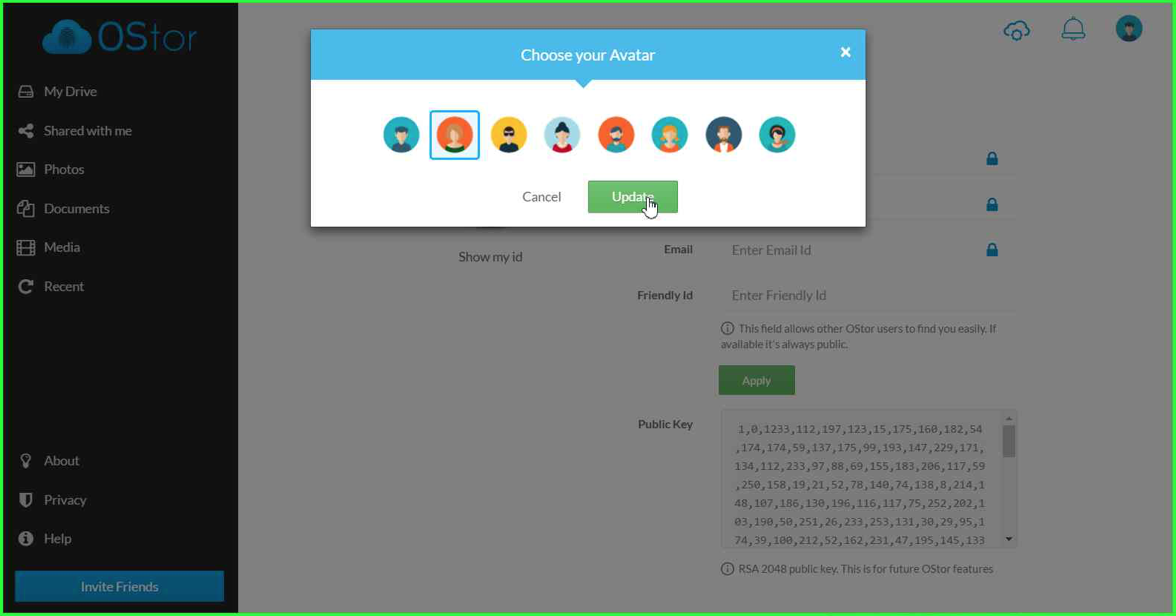 OStor
Choose your Avatar
×
My Drive
Shared with me
Photos
Documents
Media
Recent
Cancel
Update
Show my id
Email
Enter Email Id
Friendly Id
Enter Friendly Id
This field allows other OStor users to find you easily. If
available it's always public.
Apply
Public Key
1,0,1233,112,197,123,15,175,160,182,54
,174,174,59,137,175,99,193,147,229,171,
134,112,233,97,88,69,155,183,206,117,59
,250,158,19,21,52,78,140,74,138,8,214,1
48,107,186,130,196,116,117,75,252,202,1
03,190,50,251,26,233,253,131,30,29,95,1
74,39,100,212,52,162,231,47,195,145,133
RSA 2048 public key. This is for future OStor features
About
Privacy
Help
Invite Friends